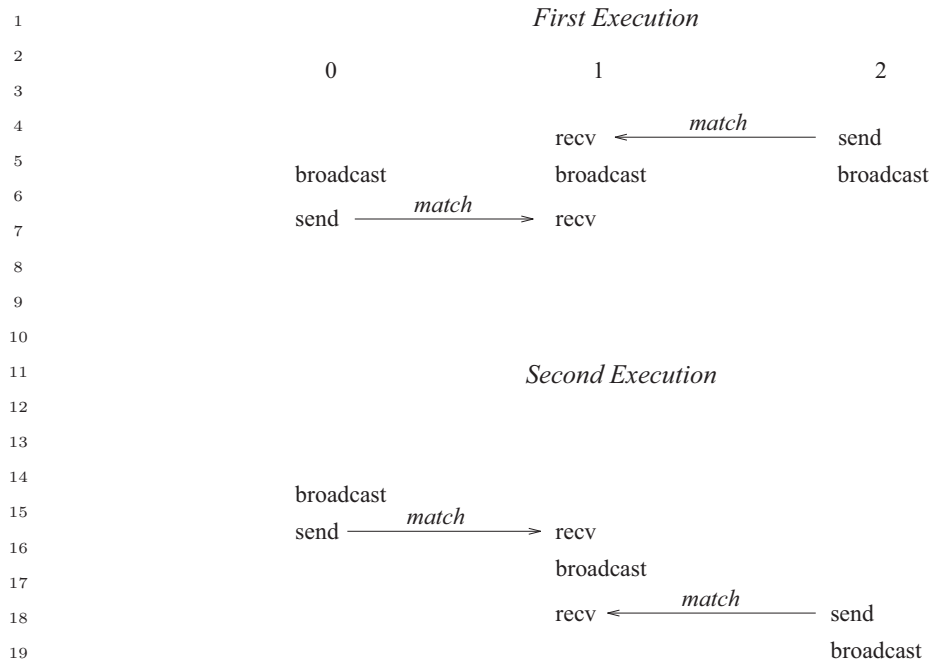 1
First Execution
2
0 1 2
3
4
match
recv send
5
broadcast broadcast broadcast
6
match
send recv
7
8
9
10
11
Second Execution
12
13
14
broadcast
15
match
send recv
16
broadcast
17
match
18
recv send
19
broadcast